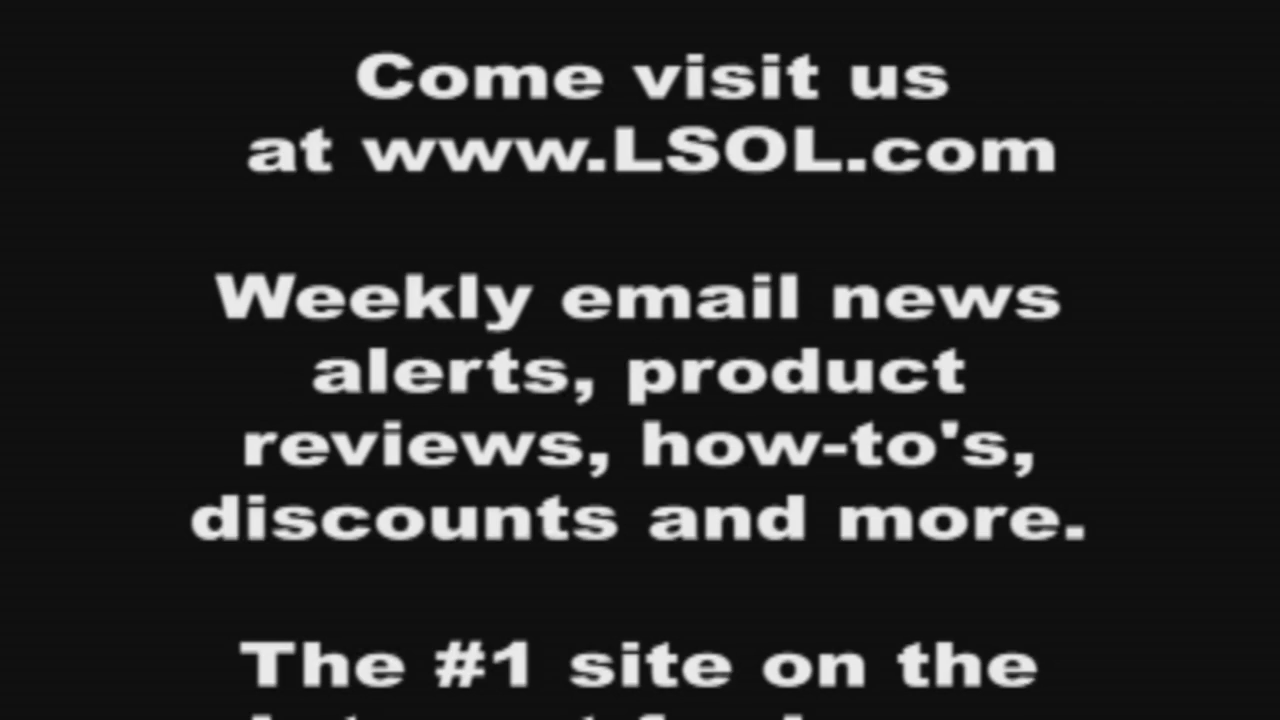 Come visit us
at www.LSOL.com
Weekly email news
alerts, product
reviews, how-to's,
discounts and more.
The #1 site on the